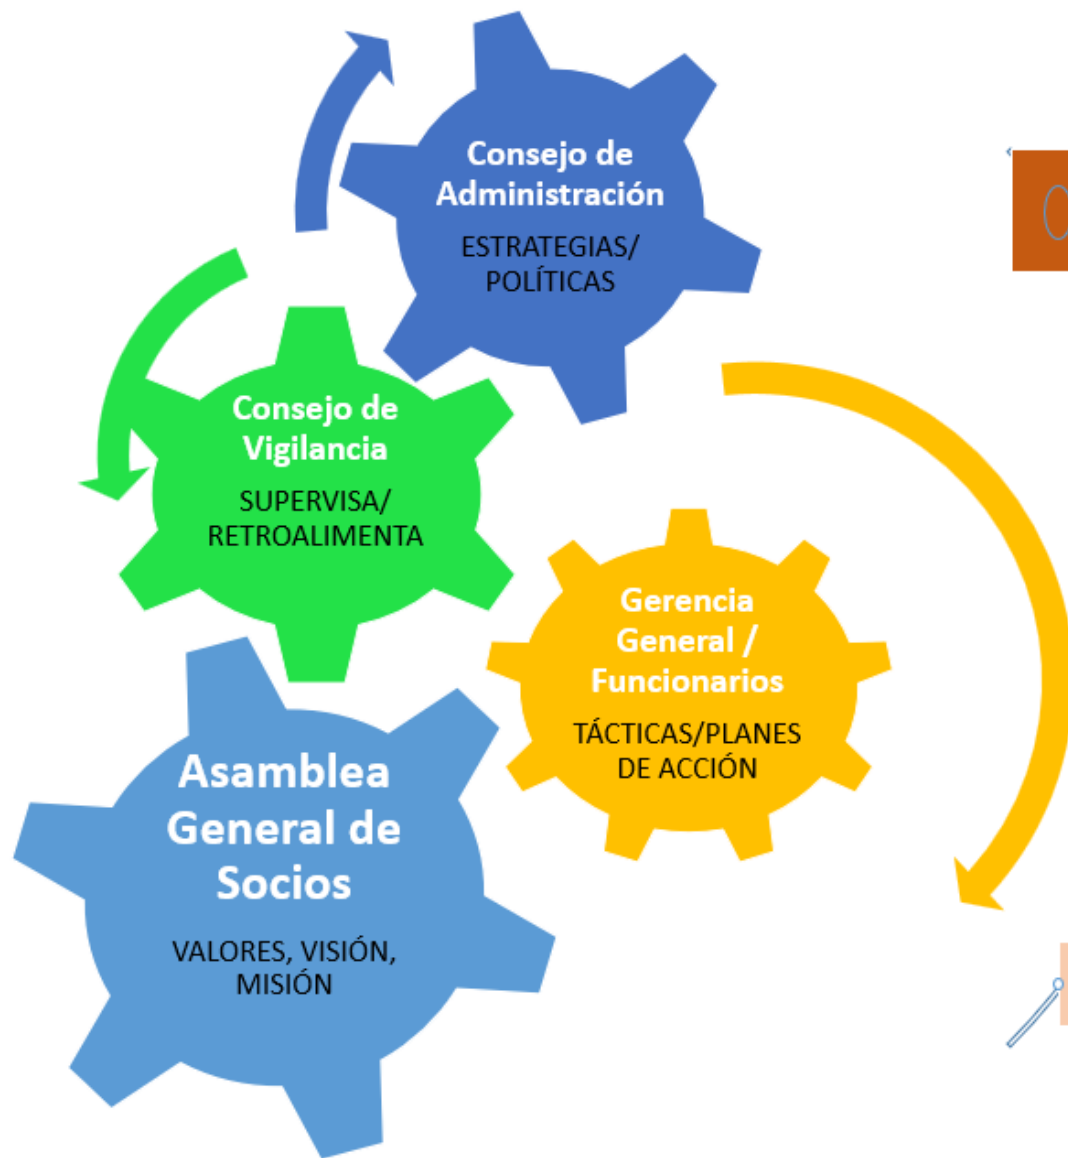 Consejo de
Administración
ESTRATEGIAS/
POLÍTICAS
Consejo de
Vigilancia
SUPERVISA/
RETROALIMENTA
Gerencia
General /
Funcionarios
TÁCTICAS/PLANES
DE ACCIÓN
Asamblea
General de
Socios
VALORES, VISIÓN,
MISIÓN